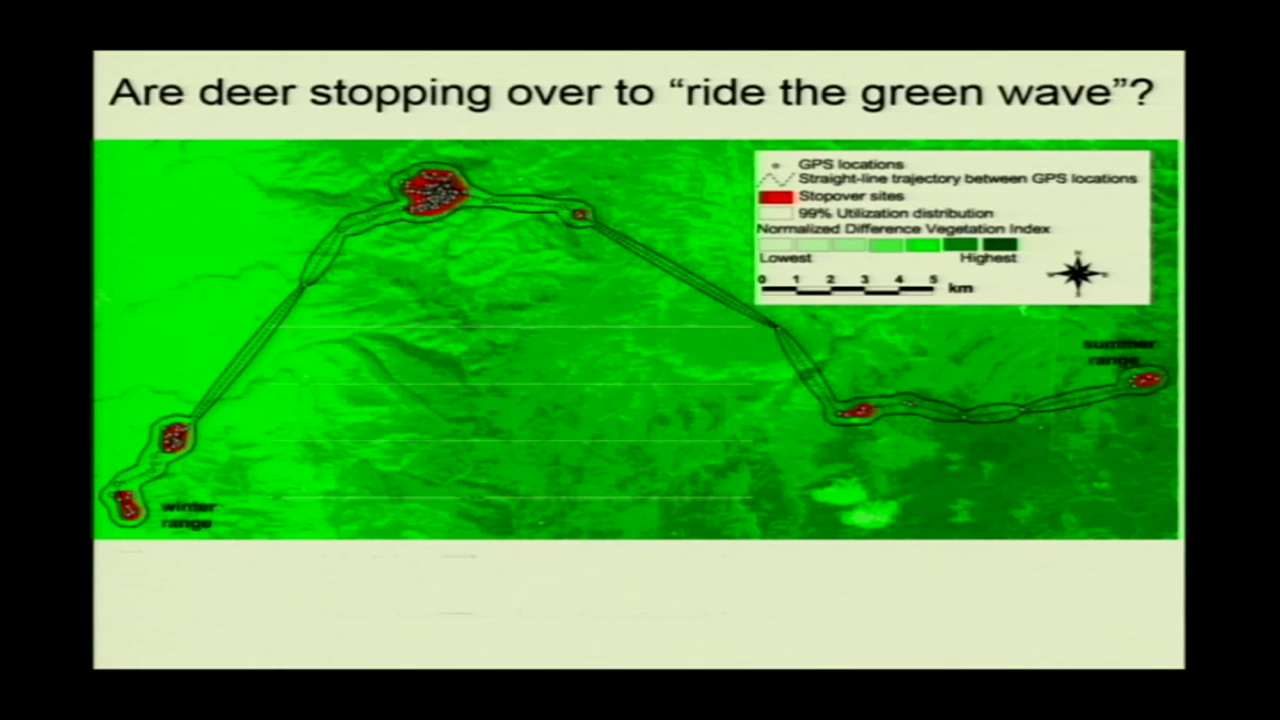 Are deer stopping over to “ride the green wave”?
GPS locations
Straight-line trajectory between GPS locations
Stopover sites
99% Utilization distribution
Normalized Difference Vegetation Index
Lowest Highest
0 1 2 3 4 5
km
summer
range
winter
range